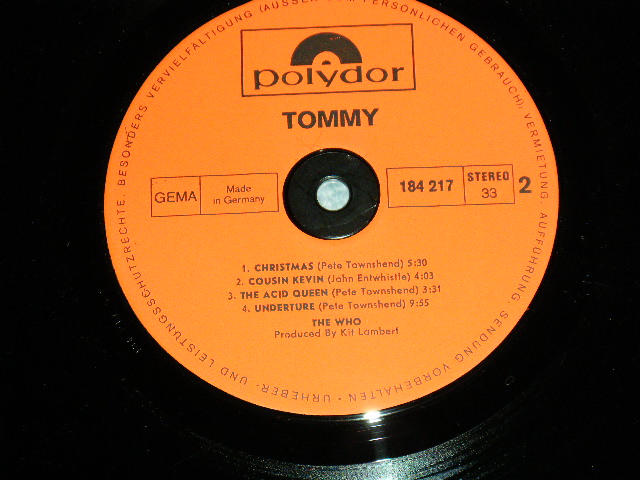 polydor
TOMMY
GEMA
Made
in Germany
184 217
STEREO
33
2
1. CHRISTMAS (Pete Townshend) 5:30
2. COUSIN KEVIN (John Entwhistle) 4:03
3. THE ACID QUEEN (Pete Townshend) 3:31
4. UNDERTURE (Pete Townshend) 9:55
THE WHO
Produced By Kit Lambert
URHEBER- UND LEISTUNGSSCHUTZRECHTE, BESONDERS VERVIELFÄLTIGUNG (AUSSER ZUM PERSÖNLICHEN GEBRAUCH), VERMIETUNG, AUFFÜHRUNG, SENDUNG VORBEHALTEN •